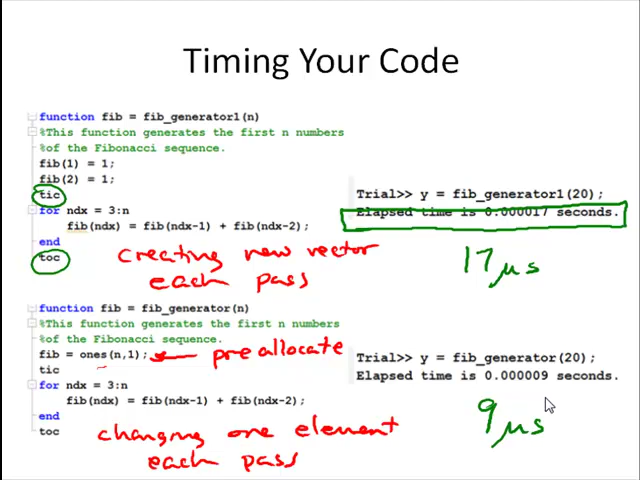 Timing Your Code
function fib = fib_generator1(n)
%This function generates the first n numbers
%of the Fibonacci sequence.
fib(1) = 1;
fib(2) = 1;
tic
for ndx = 3:n
fib(ndx) = fib(ndx-1) + fib(ndx-2);
end
toc
creating new vector
each pass
Trial>> y = fib_generator1(20);
Elapsed time is 0.000017 seconds.
17 μs
function fib = fib_generator(n)
%This function generates the first n numbers
%of the Fibonacci sequence.
fib = ones(n,1); ← preallocate
tic
for ndx = 3:n
fib(ndx) = fib(ndx-1) + fib(ndx-2);
end
toc
changing one element
each pass
Trial>> y = fib_generator(20);
Elapsed time is 0.000009 seconds.
9 μs